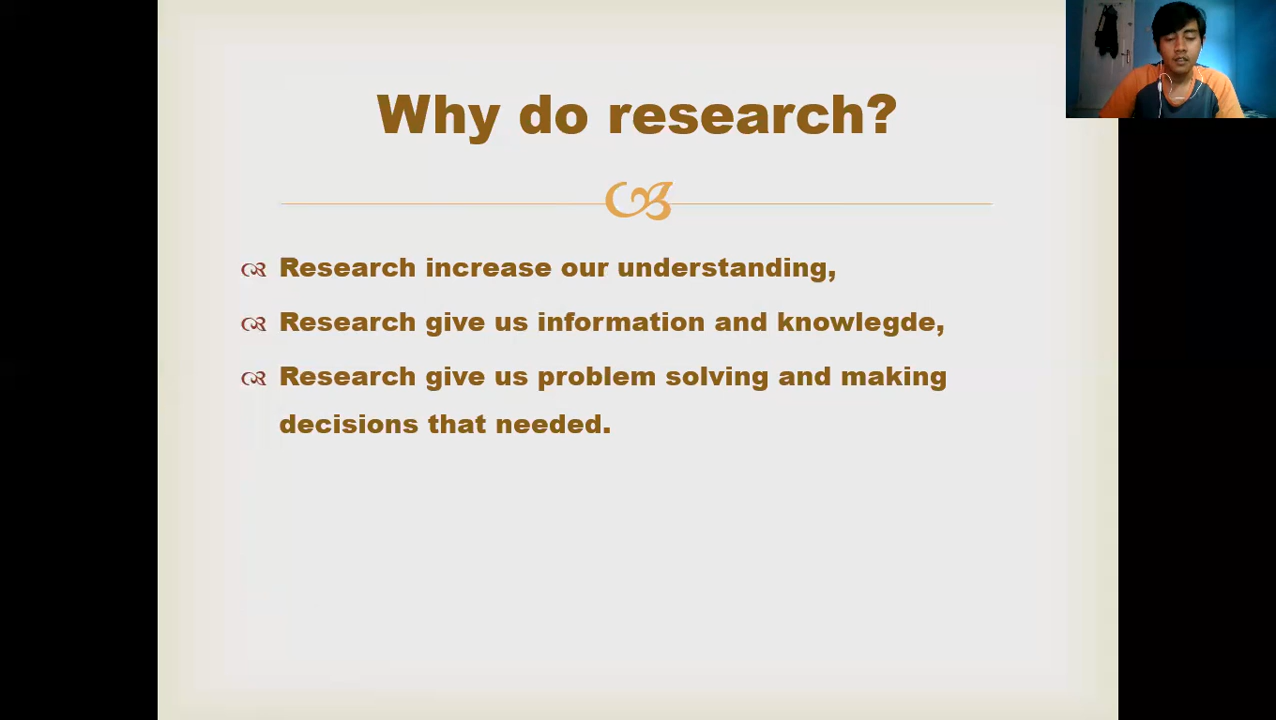 Why do research?
Research increase our understanding,
Research give us information and knowlegde,
Research give us problem solving and making
decisions that needed.